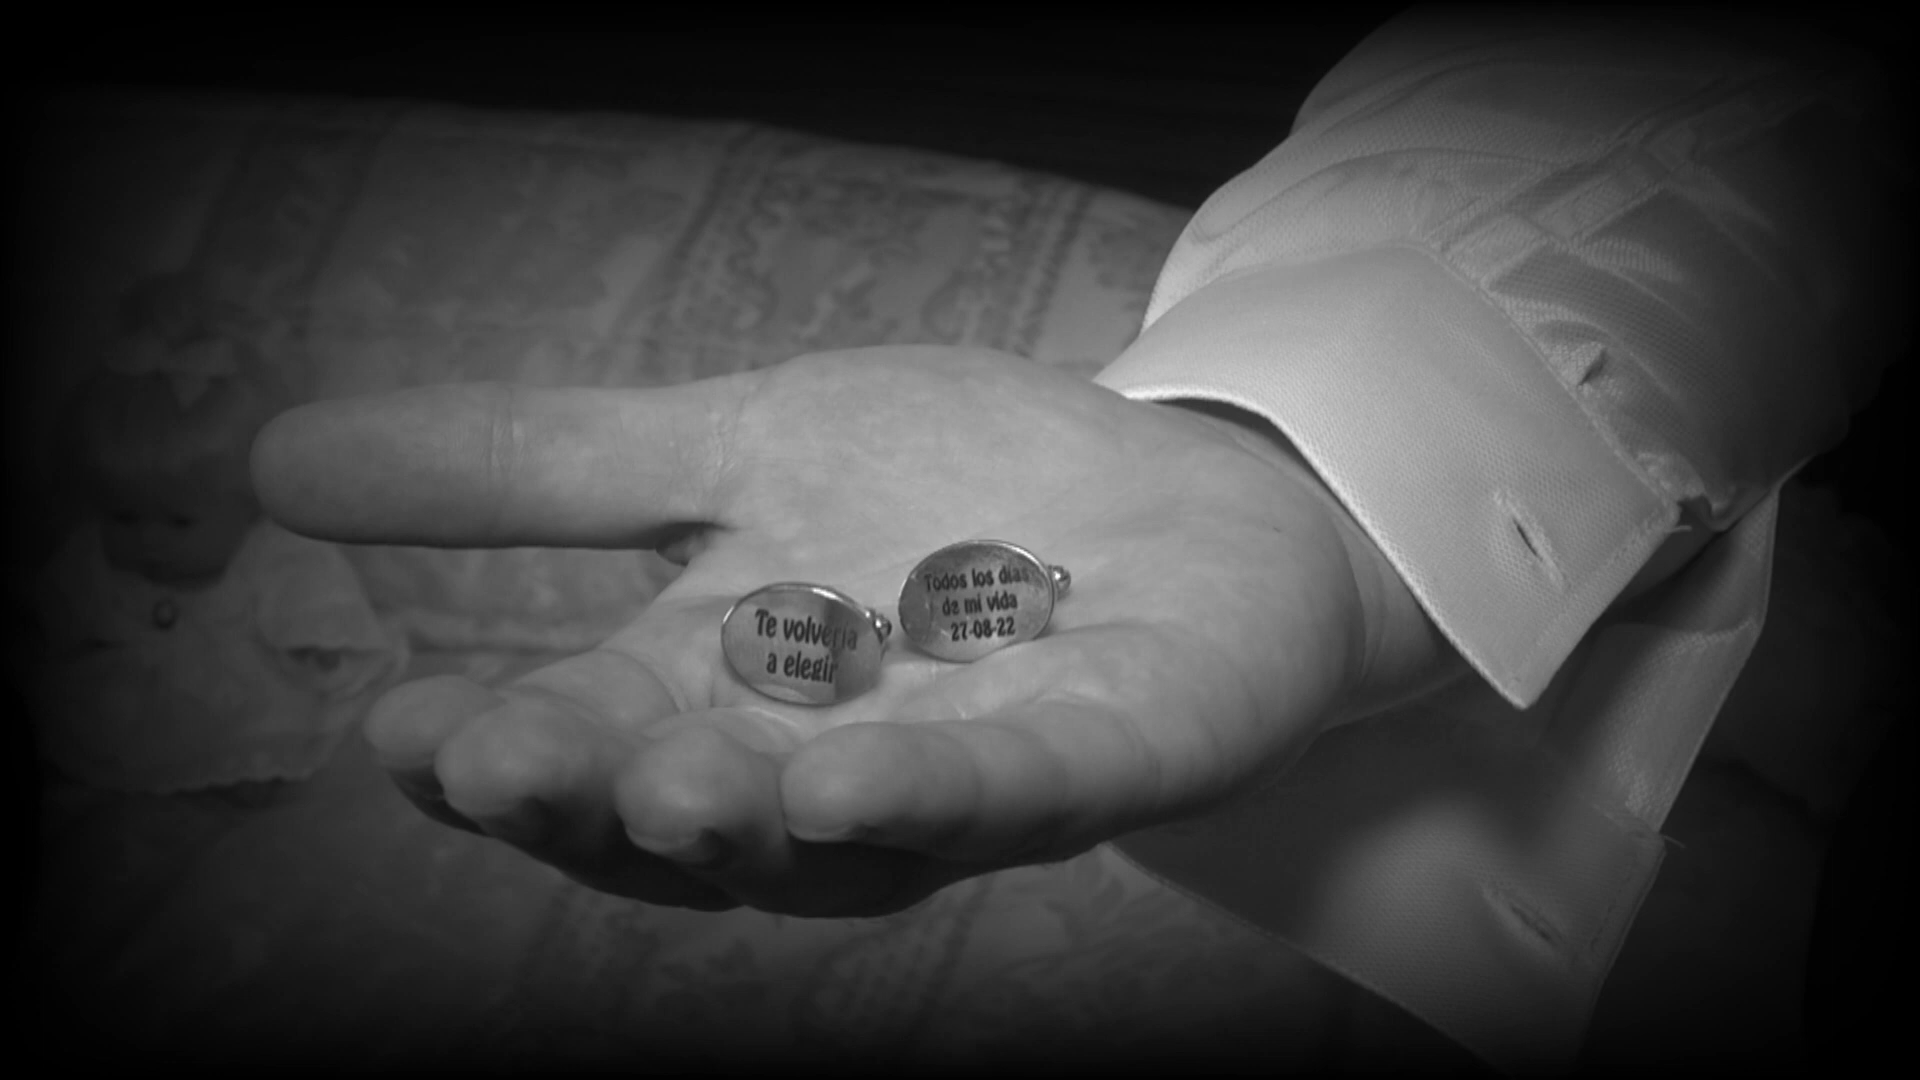 Te volvería
a elegir
Todos los días
de mi vida
27-08-22